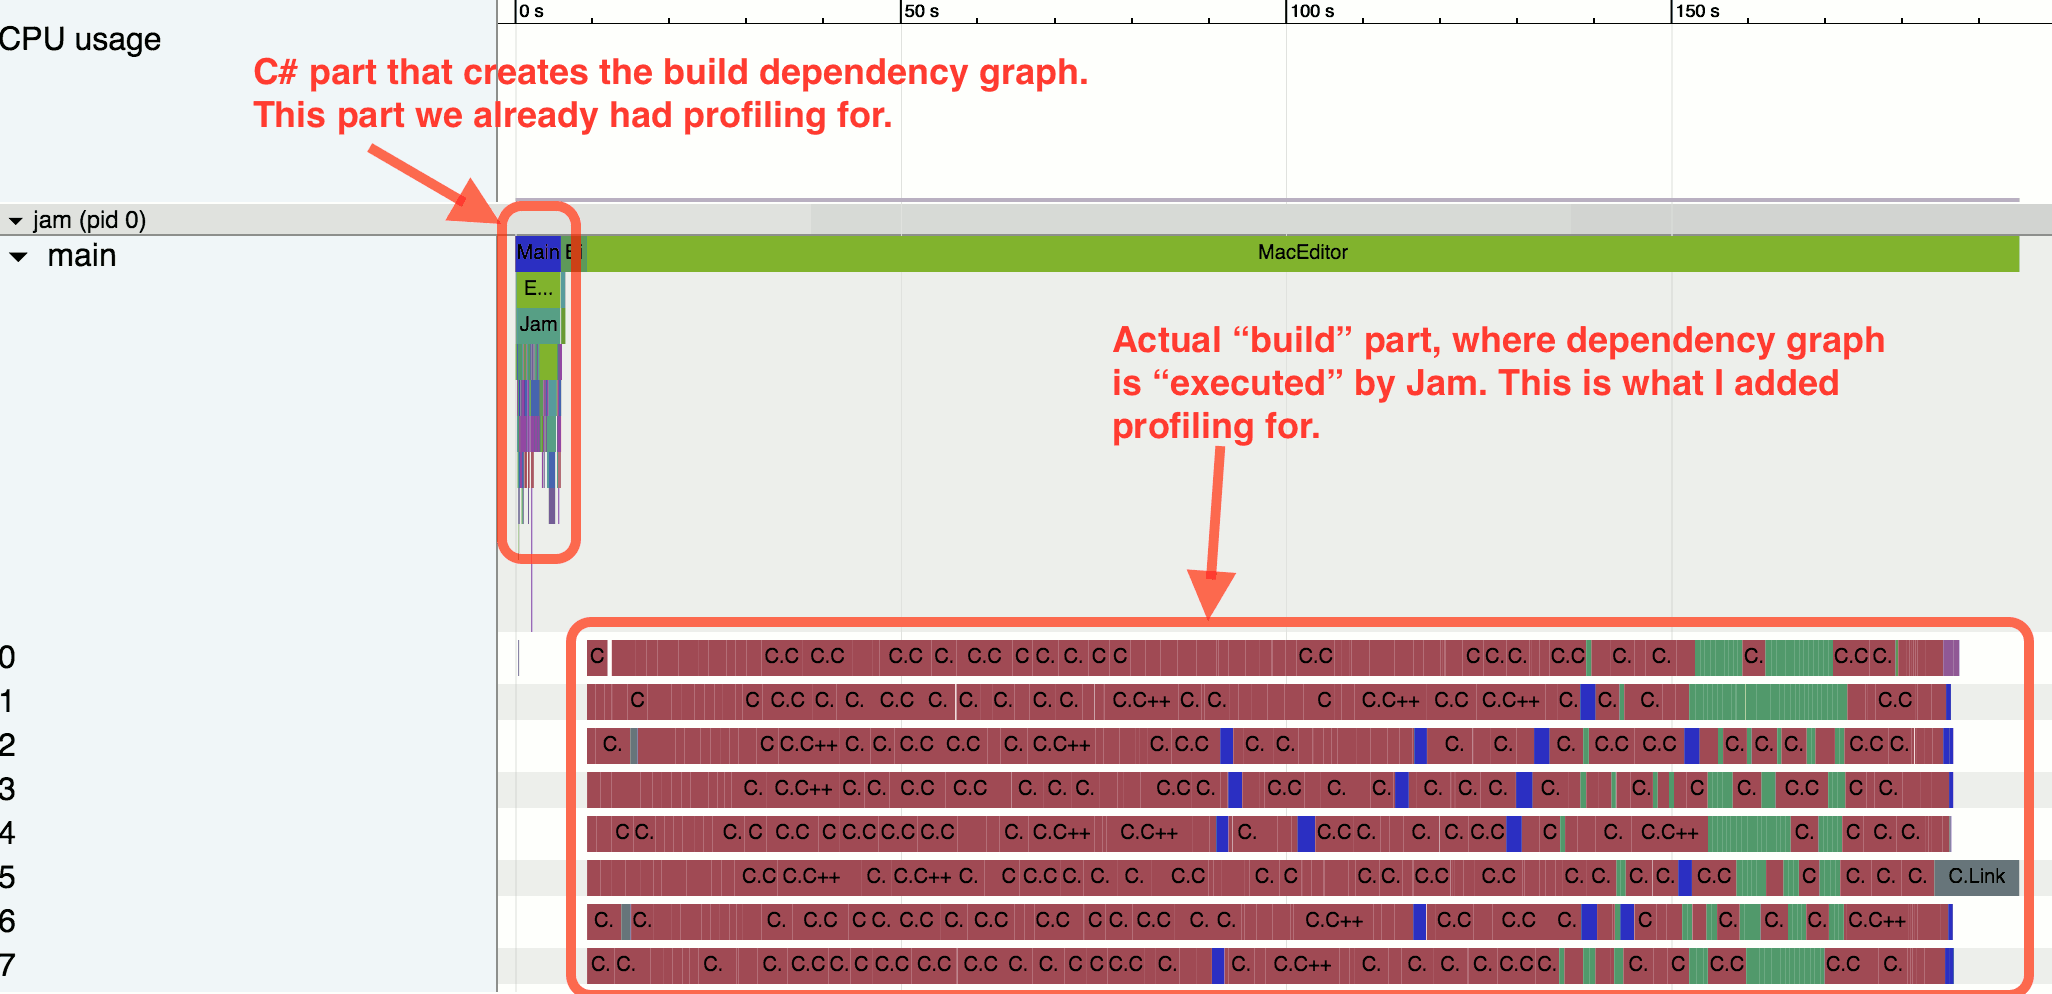 0 s 50 s 100 s 150 s
CPU usage
C# part that creates the build dependency graph.
This part we already had profiling for.
jam (pid 0)
main
Main Bi MacEditor
E...
Jam
Actual “build” part, where dependency graph
is “executed” by Jam. This is what I added
profiling for.
0 C C.C C.C C.C C. C.C C C. C. C C C.C C C. C. C.C C. C. C. C.C C.
1 C C C.C C. C. C.C C. C. C. C. C. C.C++ C. C. C C.C++ C.C C.C++ C. C. C. C.C
2 C. C C.C++ C. C. C.C C.C C. C.C++ C. C.C C. C. C. C. C. C.C C.C C. C. C. C.C C.
3 C. C.C++ C. C. C.C C.C C. C. C. C.C C. C.C C. C. C. C. C. C. C. C C. C.C C C.
4 C C. C. C C.C C C.C C.C C.C C. C.C++ C.C++ C. C.C C. C. C. C.C C C. C.C++ C. C C. C.
5 C.C C.C++ C. C.C++ C. C C.C C. C. C. C.C C. C C. C. C.C C.C C. C. C. C. C.C C C. C. C. C.Link
6 C. C. C. C.C C C. C.C C. C.C C.C C C. C.C C. C. C.C++ C.C C.C C. C C. C. C. C.C++
7 C. C. C. C. C.C C. C C.C C.C C.C C. C. C C C.C C. C. C.C++ C. C. C. C. C.C C. C. C C.C C.C C.